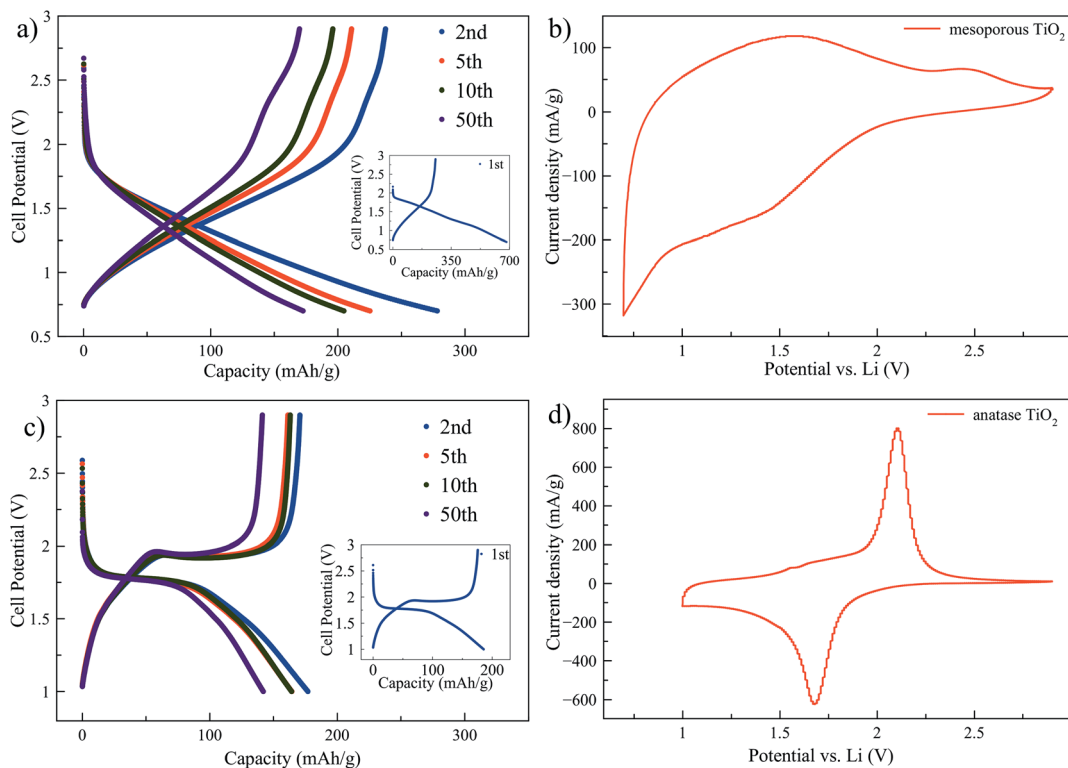 a)
2nd
5th
10th
50th
3
2.5
2
1.5
1
0.5
0
100
200
300
Cell Potential (V)
Capacity (mAh/g)
1st
3
2.5
2
1.5
1
0.5
0
350
700
Cell Potential (V)
Capacity (mAh/g)
b)
mesoporous TiO₂
100
0
−100
−200
−300
1
1.5
2
2.5
Current density (mA/g)
Potential vs. Li (V)
c)
2nd
5th
10th
50th
3
2.5
2
1.5
1
0
50
100
150
200
250
300
Cell Potential (V)
Capacity (mAh/g)
1st
3
2
2
1
1
0
100
200
Cell Potential (V)
Capacity (mAh/g)
d)
anatase TiO₂
800
600
400
200
0
−200
−400
−600
1
1.5
2
2.5
Current density (mA/g)
Potential vs. Li (V)